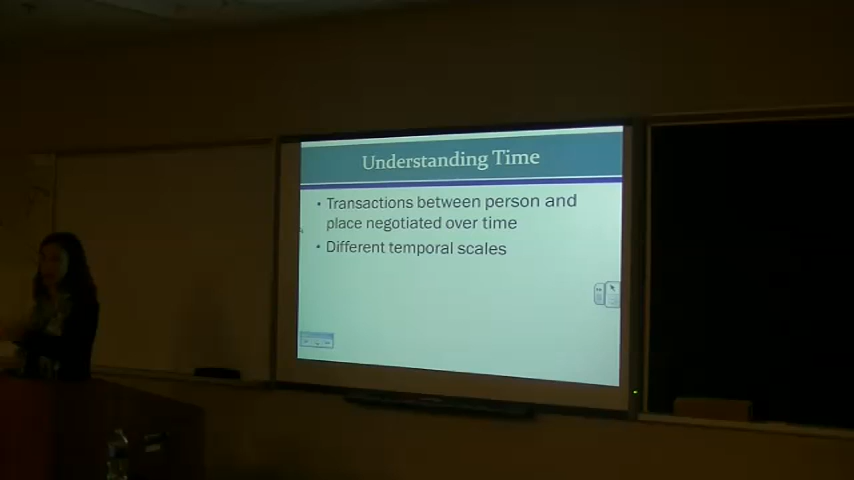 Understanding Time
• Transactions between person and
place negotiated over time
• Different temporal scales